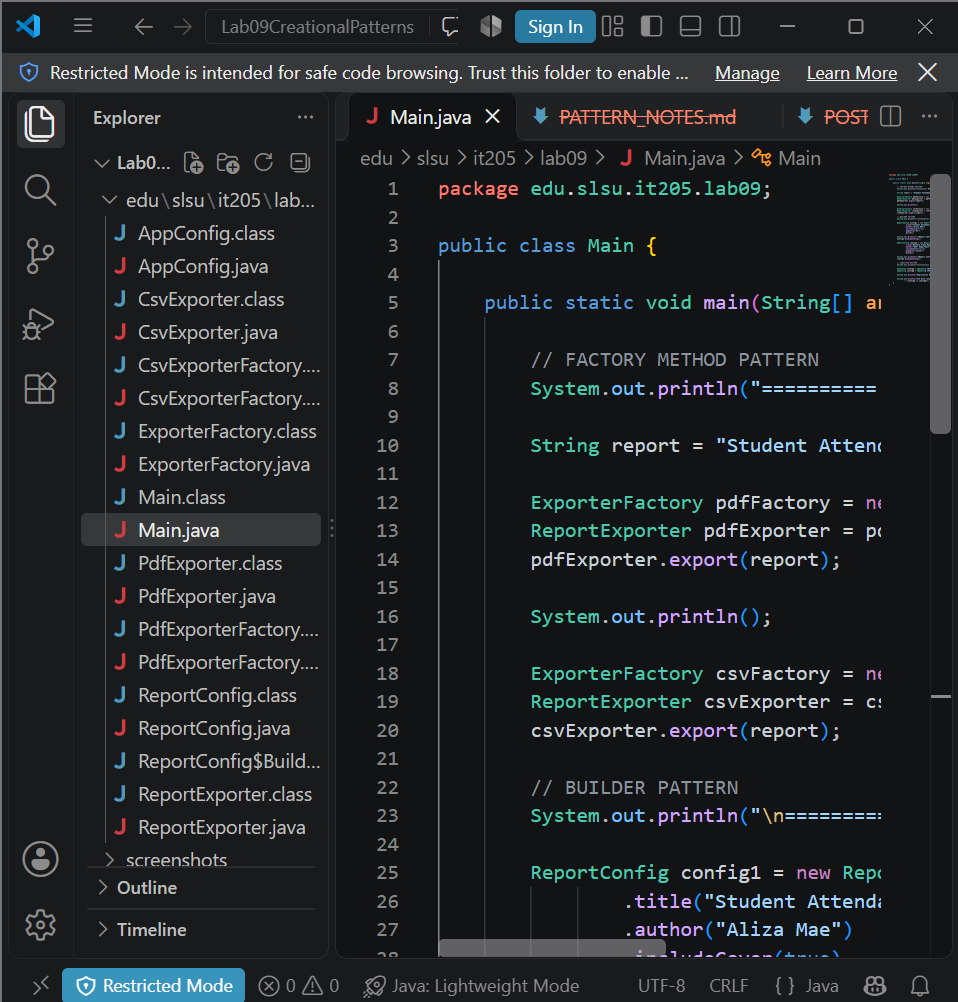 Lab09CreationalPatterns
Sign In
Restricted Mode is intended for safe code browsing. Trust this folder to enable ...
Manage
Learn More
Explorer
Lab0...
edu\slsu\it205\lab...
AppConfig.class
AppConfig.java
CsvExporter.class
CsvExporter.java
CsvExporterFactory....
CsvExporterFactory....
ExporterFactory.class
ExporterFactory.java
Main.class
Main.java
PdfExporter.class
PdfExporter.java
PdfExporterFactory....
PdfExporterFactory....
ReportConfig.class
ReportConfig.java
ReportConfig$Build...
ReportExporter.class
ReportExporter.java
screenshots
Outline
Timeline
Main.java
PATTERN_NOTES.md
POST
edu > slsu > it205 > lab09 > Main.java > Main
1 package edu.slsu.it205.lab09;
2
3 public class Main {
4
5 public static void main(String[] ar
6
7 // FACTORY METHOD PATTERN
8 System.out.println("==========
9
10 String report = "Student Attend
11
12 ExporterFactory pdfFactory = ne
13 ReportExporter pdfExporter = pd
14 pdfExporter.export(report);
15
16 System.out.println();
17
18 ExporterFactory csvFactory = ne
19 ReportExporter csvExporter = cs
20 csvExporter.export(report);
21
22 // BUILDER PATTERN
23 System.out.println("\n=========
24
25 ReportConfig config1 = new Repo
26 .title("Student Attenda
27 .author("Aliza Mae")
28 .includeCover(true)
Restricted Mode
0
0
Java: Lightweight Mode
UTF-8
CRLF
{ } Java